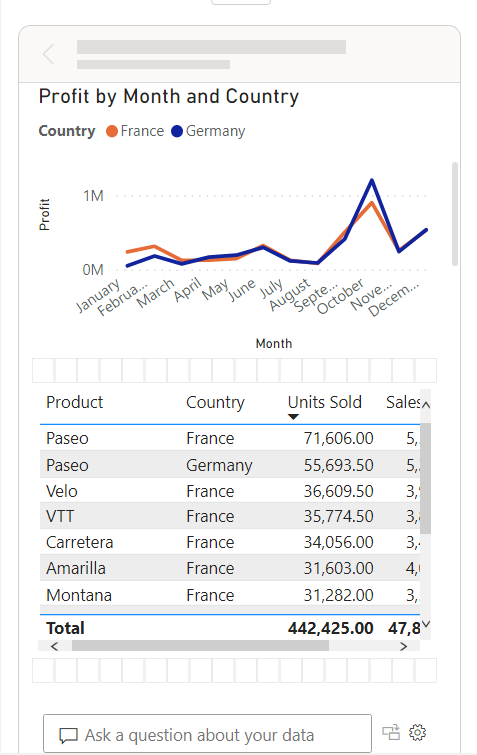 Profit by Month and Country
Country France Germany
Profit
1M
0M
January Februa... March April May June July August Septe... October Nove... Decem...
Month
Product Country Units Sold Sales
Paseo France 71,606.00 5,
Paseo Germany 55,693.50 5,
Velo France 36,609.50 3,
VTT France 35,774.50 3,
Carretera France 34,056.00 3,
Amarilla France 31,603.00 4,
Montana France 31,282.00 3,
Total 442,425.00 47,8
Ask a question about your data